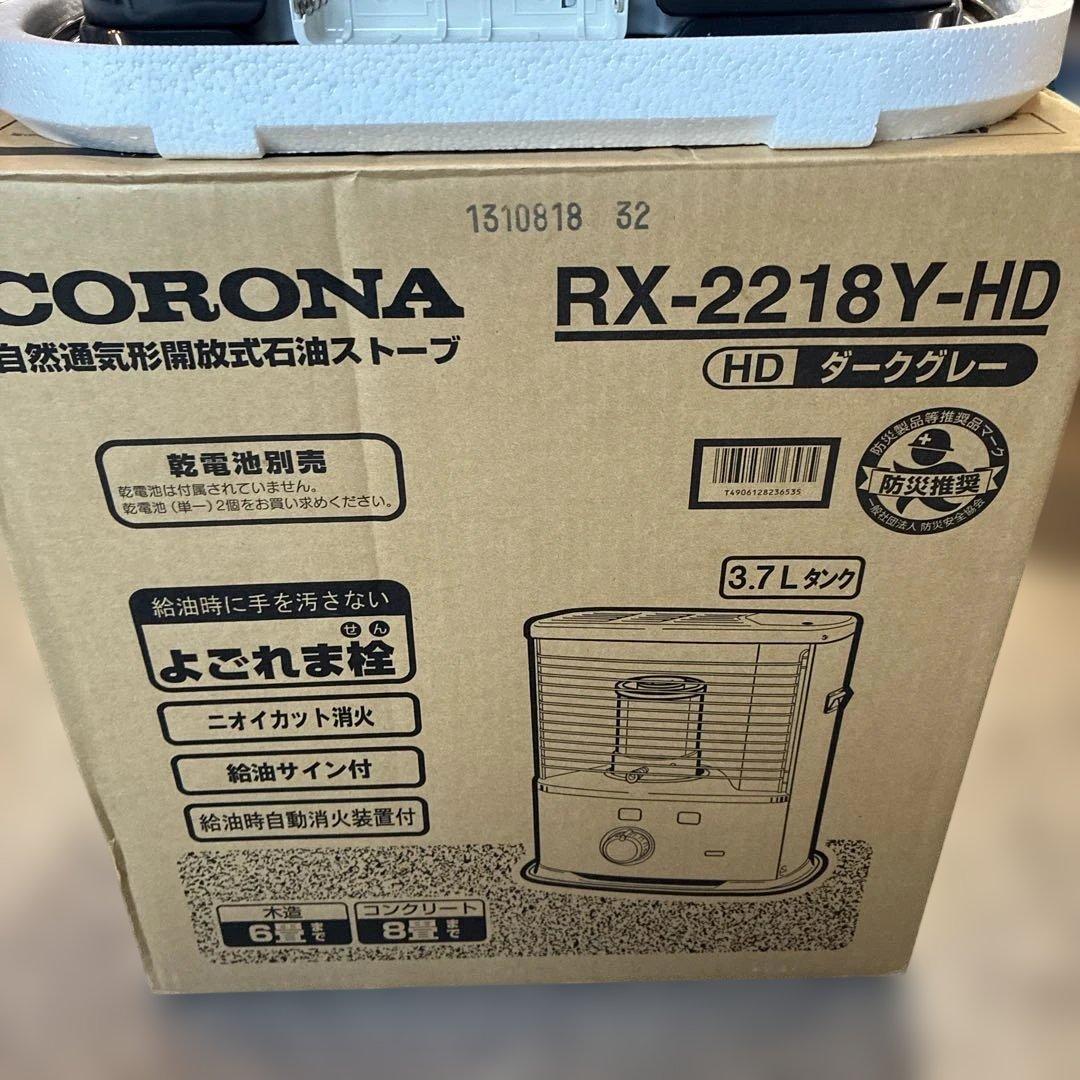 1310818 32
CORONA
自然通気形開放式石油ストーブ
RX-2218Y-HD
HD ダークグレー
乾電池別売
乾電池は付属されていません。
乾電池(単一)2個をお買い求めください。
T4906128236535
防災製品等推奨品マーク
防災推奨
一般社団法人 防災安全協会
3.7Lタンク
給油時に手を汚さない
せん
よごれま栓
ニオイカット消火
給油サイン付
給油時自動消火装置付
木造
6畳まで
コンクリート
8畳まで